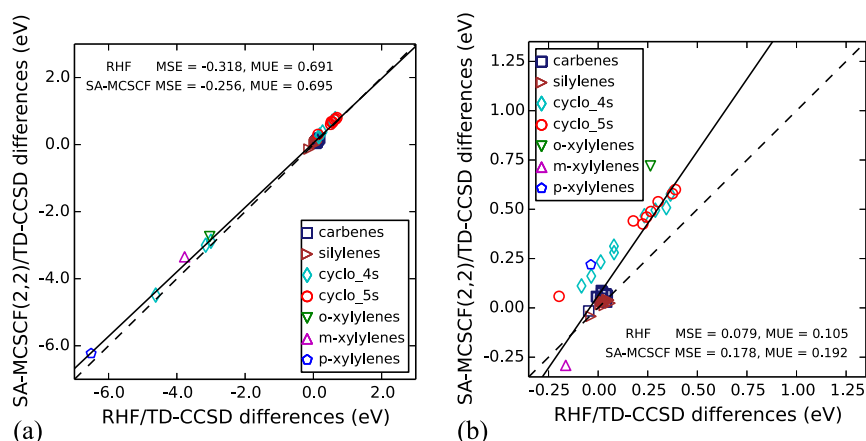 SA-MCSCF(2,2)/TD-CCSD differences (eV)
2.0
0.0
-2.0
-4.0
-6.0
RHF MSE = -0.318, MUE = 0.691
SA-MCSCF MSE = -0.256, MUE = 0.695
carbenes
silylenes
cyclo_4s
cyclo_5s
o-xylylenes
m-xylylenes
p-xylylenes
-6.0 -4.0 -2.0 0.0 2.0
RHF/TD-CCSD differences (eV)
(a)
SA-MCSCF(2,2)/TD-CCSD differences (eV)
1.25
1.00
0.75
0.50
0.25
0.00
-0.25
carbenes
silylenes
cyclo_4s
cyclo_5s
o-xylylenes
m-xylylenes
p-xylylenes
RHF MSE = 0.079, MUE = 0.105
SA-MCSCF MSE = 0.178, MUE = 0.192
-0.25 0.00 0.25 0.50 0.75 1.00 1.25
RHF/TD-CCSD differences (eV)
(b)